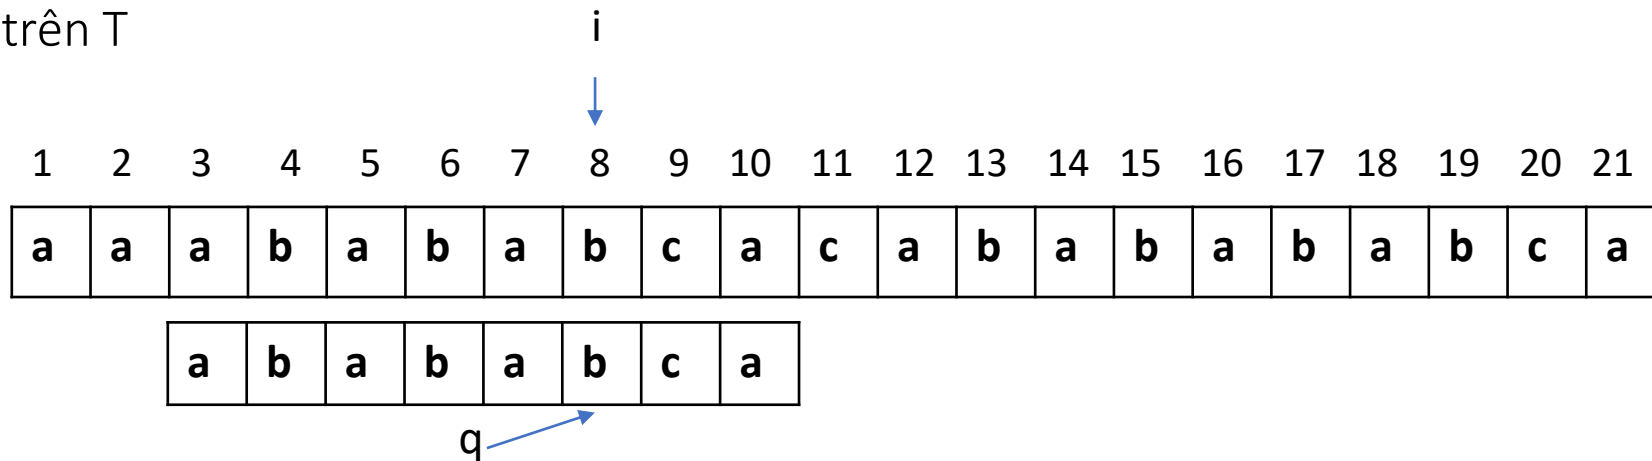 trên T
i
1 2 3 4 5 6 7 8 9 10 11 12 13 14 15 16 17 18 19 20 21
a a a b a b a b c a c a b a b a b a b c a
a b a b a b c a
q